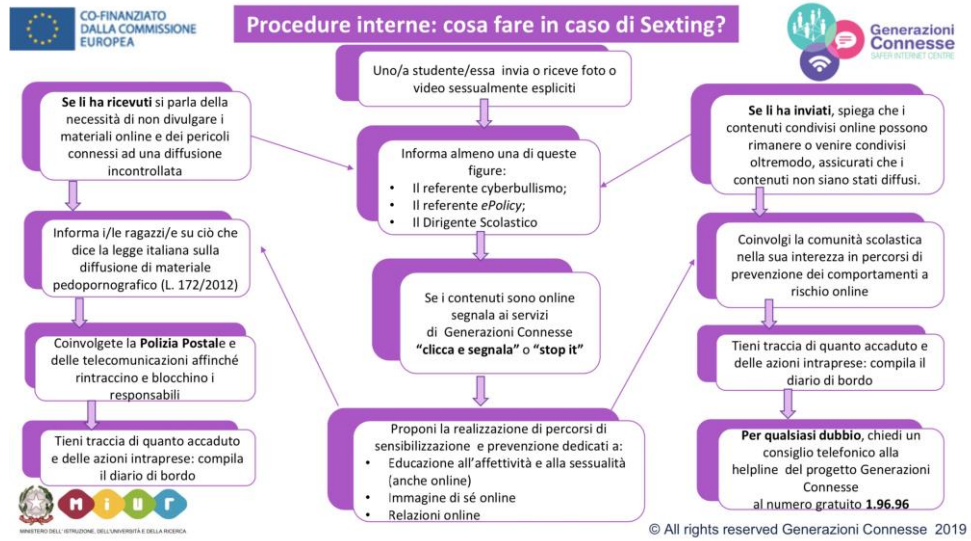 CO-FINANZIATO
DALLA COMMISSIONE
EUROPEA
Procedure interne: cosa fare in caso di Sexting?
Generazioni
Connesse
SAFER INTERNET CENTRE
Uno/a studente/essa invia o riceve foto o
video sessualmente espliciti
Se li ha ricevuti si parla della
necessità di non divulgare i
materiali online e dei pericoli
connessi ad una diffusione
incontrollata
Informa i/le ragazzi/e su ciò che
dice la legge italiana sulla
diffusione di materiale
pedopornografico (L. 172/2012)
Coinvolgete la Polizia Postale e
delle telecomunicazioni affinché
rintraccino e blocchino i
responsabili
Tieni traccia di quanto accaduto
e delle azioni intraprese: compila
il diario di bordo
Informa almeno una di queste
figure:
• Il referente cyberbullismo;
• Il referente ePolicy;
• Il Dirigente Scolastico
Se i contenuti sono online
segnala ai servizi
di Generazioni Connesse
“clicca e segnala” o “stop it”
Proponi la realizzazione di percorsi di
sensibilizzazione e prevenzione dedicati a:
• Educazione all’affettività e alla sessualità
(anche online)
• Immagine di sé online
• Relazioni online
Se li ha inviati, spiega che i
contenuti condivisi online possono
rimanere o venire condivisi
oltremodo, assicurati che i
contenuti non siano stati diffusi.
Coinvolgi la comunità scolastica
nella sua interezza in percorsi di
prevenzione dei comportamenti a
rischio online
Tieni traccia di quanto accaduto e
delle azioni intraprese: compila il
diario di bordo
Per qualsiasi dubbio, chiedi un
consiglio telefonico alla
helpline del progetto Generazioni
Connesse
al numero gratuito 1.96.96
miur
MINISTERO DELL'ISTRUZIONE, DELL'UNIVERSITÀ E DELLA RICERCA
© All rights reserved Generazioni Connesse 2019